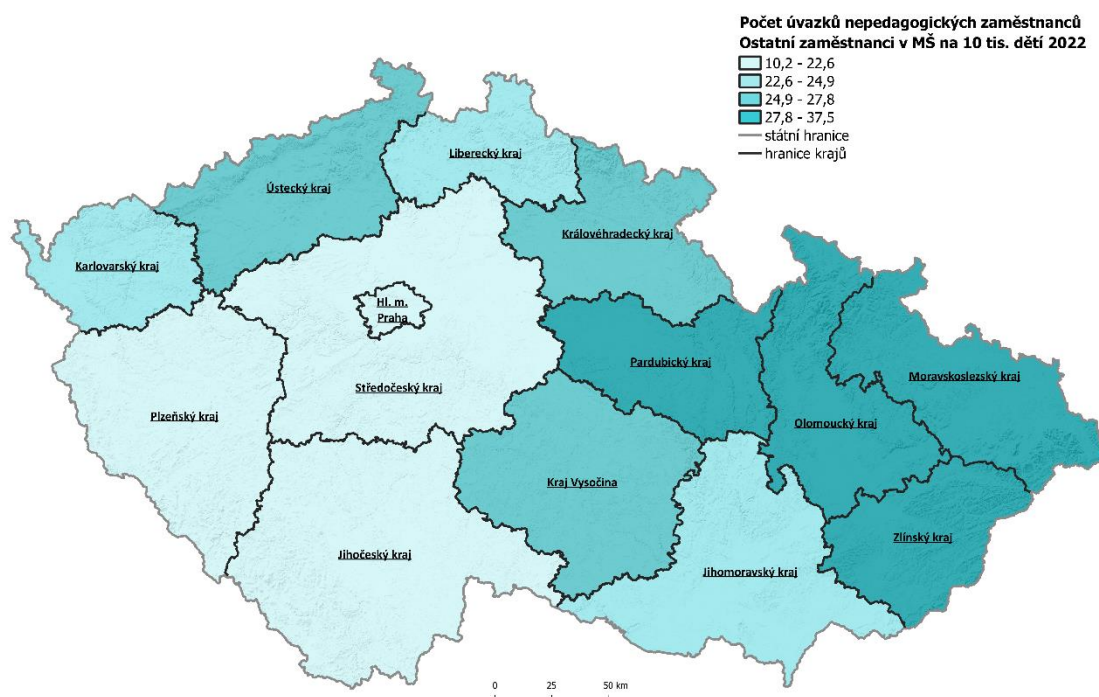 Počet úvazků nepedagogických zaměstnanců
Ostatní zaměstnanci v MŠ na 10 tis. dětí 2022
10,2 - 22,6
22,6 - 24,9
24,9 - 27,8
27,8 - 37,5
státní hranice
hranice krajů
Liberecký kraj
Ústecký kraj
Královéhradecký kraj
Karlovarský kraj
Hl. m.
Praha
Pardubický kraj
Středočeský kraj
Moravskoslezský kraj
Plzeňský kraj
Olomoucký kraj
Kraj Vysočina
Zlínský kraj
Jihočeský kraj
Jihomoravský kraj
0 25 50 km